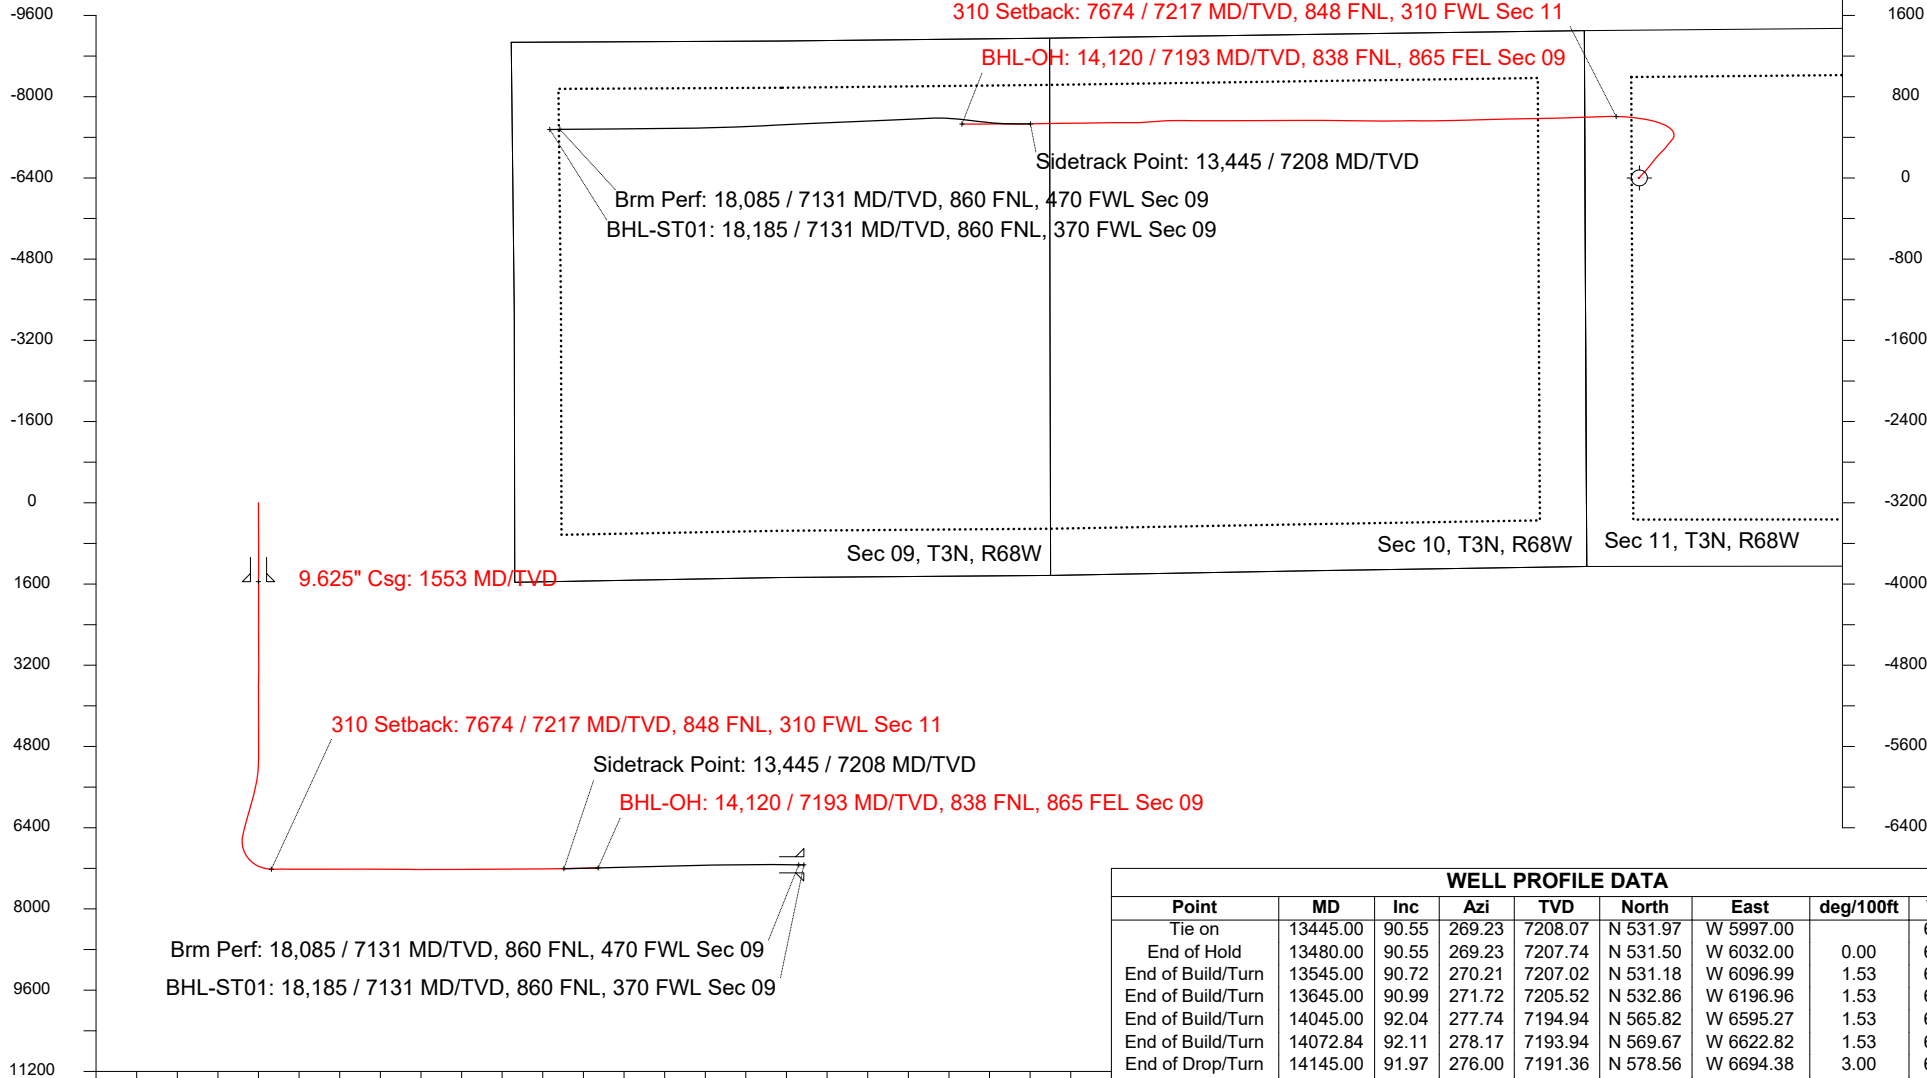 -9600
-8000
-6400
-4800
-3200
-1600
0
1600
3200
4800
6400
8000
9600
11200
1600
800
0
-800
-1600
-2400
-3200
-4000
-4800
-5600
-6400
310 Setback: 7674 / 7217 MD/TVD, 848 FNL, 310 FWL Sec 11
BHL-OH: 14,120 / 7193 MD/TVD, 838 FNL, 865 FEL Sec 09
Sidetrack Point: 13,445 / 7208 MD/TVD
Brm Perf: 18,085 / 7131 MD/TVD, 860 FNL, 470 FWL Sec 09
BHL-ST01: 18,185 / 7131 MD/TVD, 860 FNL, 370 FWL Sec 09
Sec 09, T3N, R68W
Sec 10, T3N, R68W
Sec 11, T3N, R68W
9.625" Csg: 1553 MD/TVD
310 Setback: 7674 / 7217 MD/TVD, 848 FNL, 310 FWL Sec 11
Sidetrack Point: 13,445 / 7208 MD/TVD
BHL-OH: 14,120 / 7193 MD/TVD, 838 FNL, 865 FEL Sec 09
Brm Perf: 18,085 / 7131 MD/TVD, 860 FNL, 470 FWL Sec 09
BHL-ST01: 18,185 / 7131 MD/TVD, 860 FNL, 370 FWL Sec 09
WELL PROFILE DATA
Point MD Inc Azi TVD North East deg/100ft
Tie on 13445.00 90.55 269.23 7208.07 N 531.97 W 5997.00
End of Hold 13480.00 90.55 269.23 7207.74 N 531.50 W 6032.00 0.00
End of Build/Turn 13545.00 90.72 270.21 7207.02 N 531.18 W 6096.99 1.53
End of Build/Turn 13645.00 90.99 271.72 7205.52 N 532.86 W 6196.96 1.53
End of Build/Turn 14045.00 92.04 277.74 7194.94 N 565.82 W 6595.27 1.53
End of Build/Turn 14072.84 92.11 278.17 7193.94 N 569.67 W 6622.82 1.53
End of Drop/Turn 14145.00 91.97 276.00 7191.36 N 578.56 W 6694.38 3.00